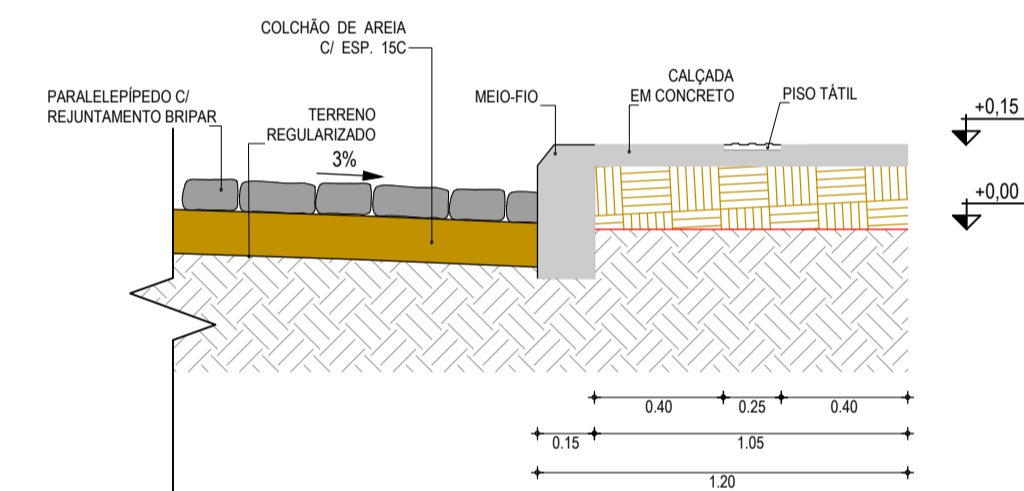 COLCHÃO DE AREIA
C/ ESP. 15C
PARALELEPÍPEDO C/
REJUNTAMENTO BRIPAR
TERRENO
REGULARIZADO
3%
MEIO-FIO
CALÇADA
EM CONCRETO
PISO TÁTIL
+0,15
+0,00
0.40
0.25
0.40
0.15
1.05
1.20